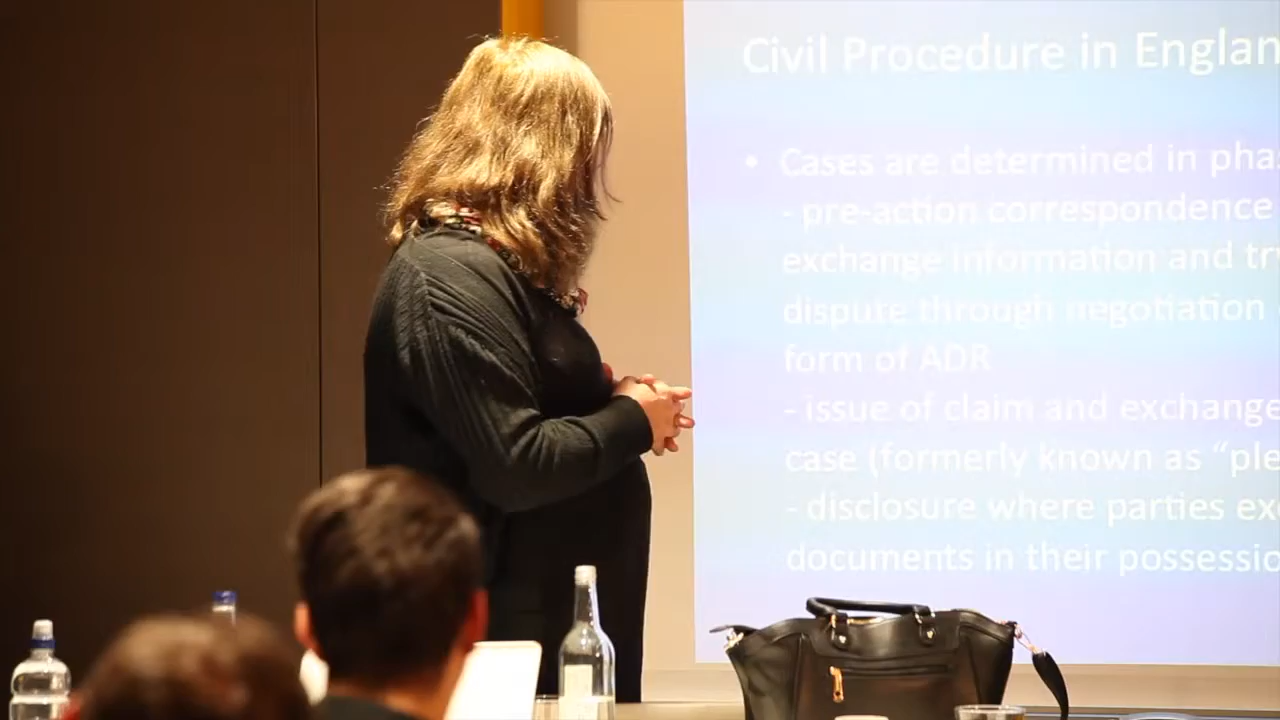 Civil Procedure in Englan
• Cases are determined in pha
- pre-action correspondence
exchange information and tr
dispute through negotiation
form of ADR
- issue of claim and exchange
case (formerly known as “ple
- disclosure where parties ex
documents in their possessio